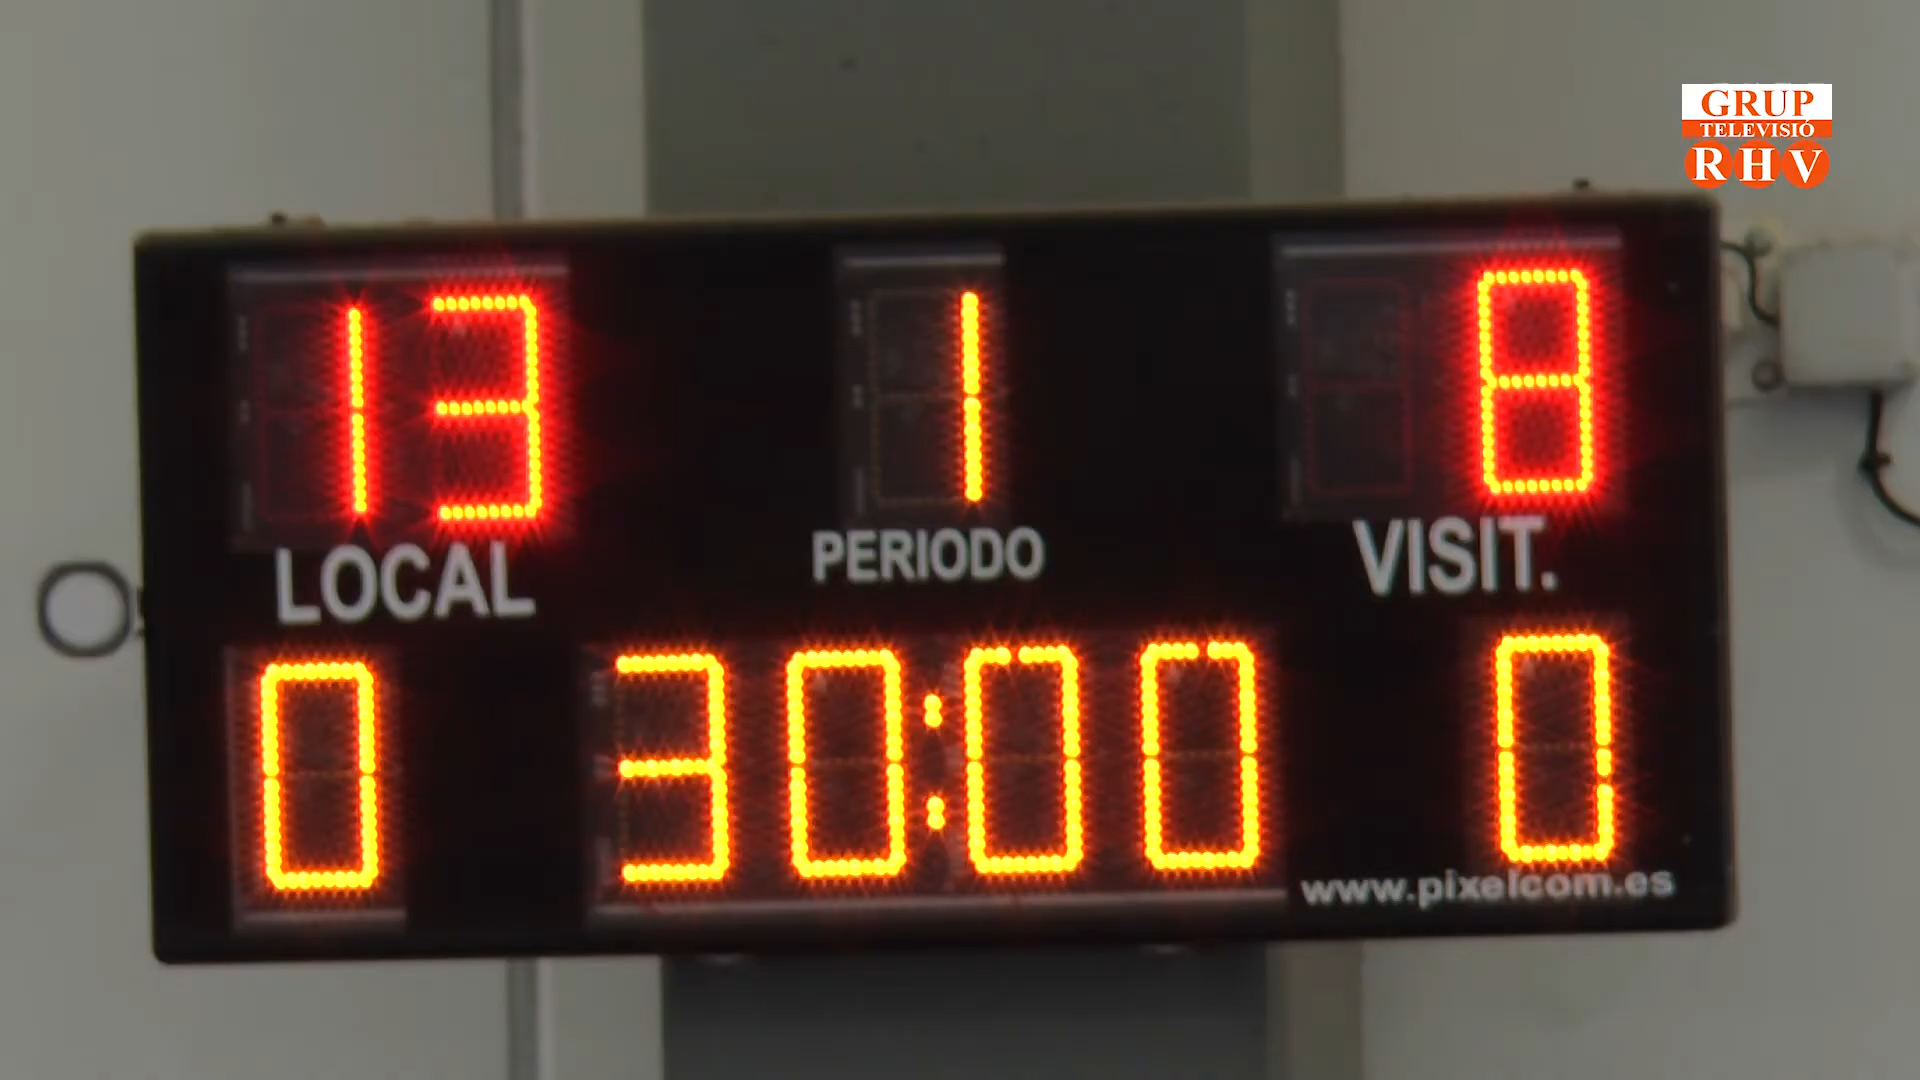 GRUP
TELEVISIÓ
RHV
13 1 8
LOCAL PERIODO VISIT.
0 30:00 0
www.pixelcom.es